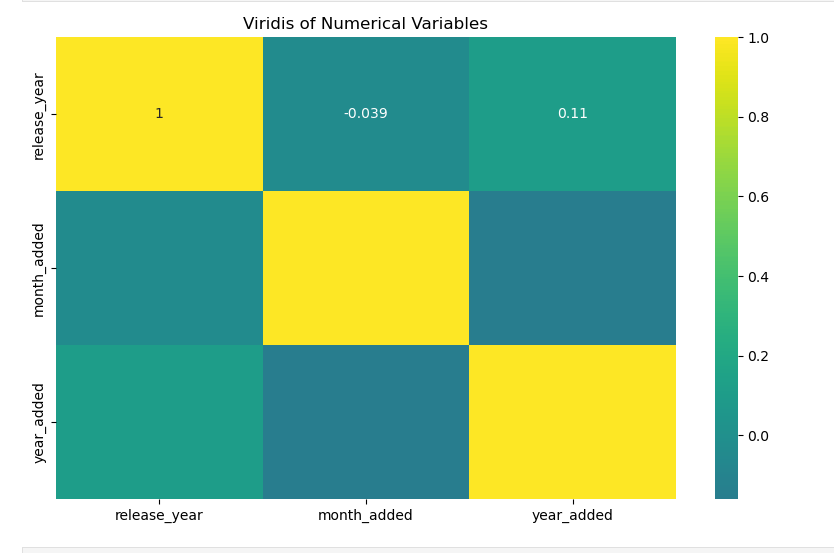 Viridis of Numerical Variables
release_year
1
-0.039
0.11
month_added
year_added
release_year
month_added
year_added
1.0
0.8
0.6
0.4
0.2
0.0